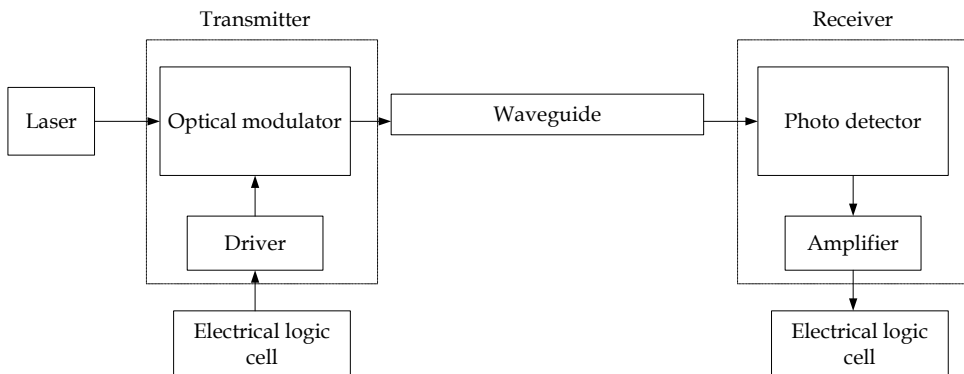 Transmitter
Receiver
Laser
Optical modulator
Waveguide
Photo detector
Driver
Amplifier
Electrical logic
cell
Electrical logic
cell